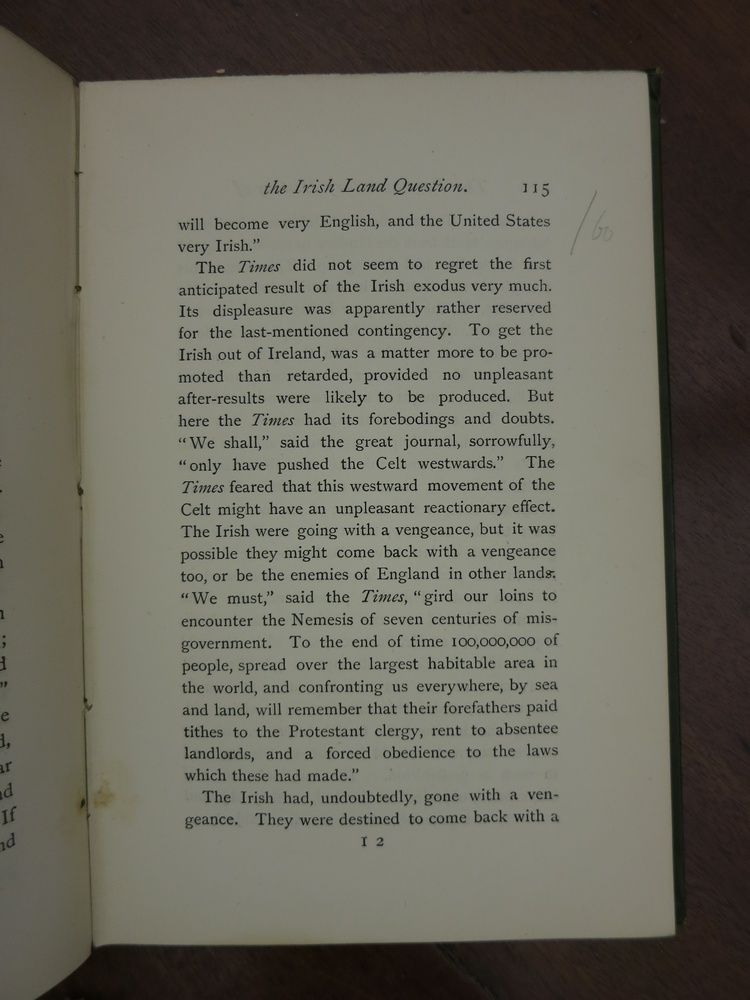 the Irish Land Question. 115
will become very English, and the United States
very Irish.”
The Times did not seem to regret the first
anticipated result of the Irish exodus very much.
Its displeasure was apparently rather reserved
for the last-mentioned contingency. To get the
Irish out of Ireland, was a matter more to be pro-
moted than retarded, provided no unpleasant
after-results were likely to be produced. But
here the Times had its forebodings and doubts.
“We shall,” said the great journal, sorrowfully,
“only have pushed the Celt westwards.” The
Times feared that this westward movement of the
Celt might have an unpleasant reactionary effect.
The Irish were going with a vengeance, but it was
possible they might come back with a vengeance
too, or be the enemies of England in other lands.
“We must,” said the Times, “gird our loins to
encounter the Nemesis of seven centuries of mis-
government. To the end of time 100,000,000 of
people, spread over the largest habitable area in
the world, and confronting us everywhere, by sea
and land, will remember that their forefathers paid
tithes to the Protestant clergy, rent to absentee
landlords, and a forced obedience to the laws
which these had made.”
The Irish had, undoubtedly, gone with a ven-
geance. They were destined to come back with a
I 2